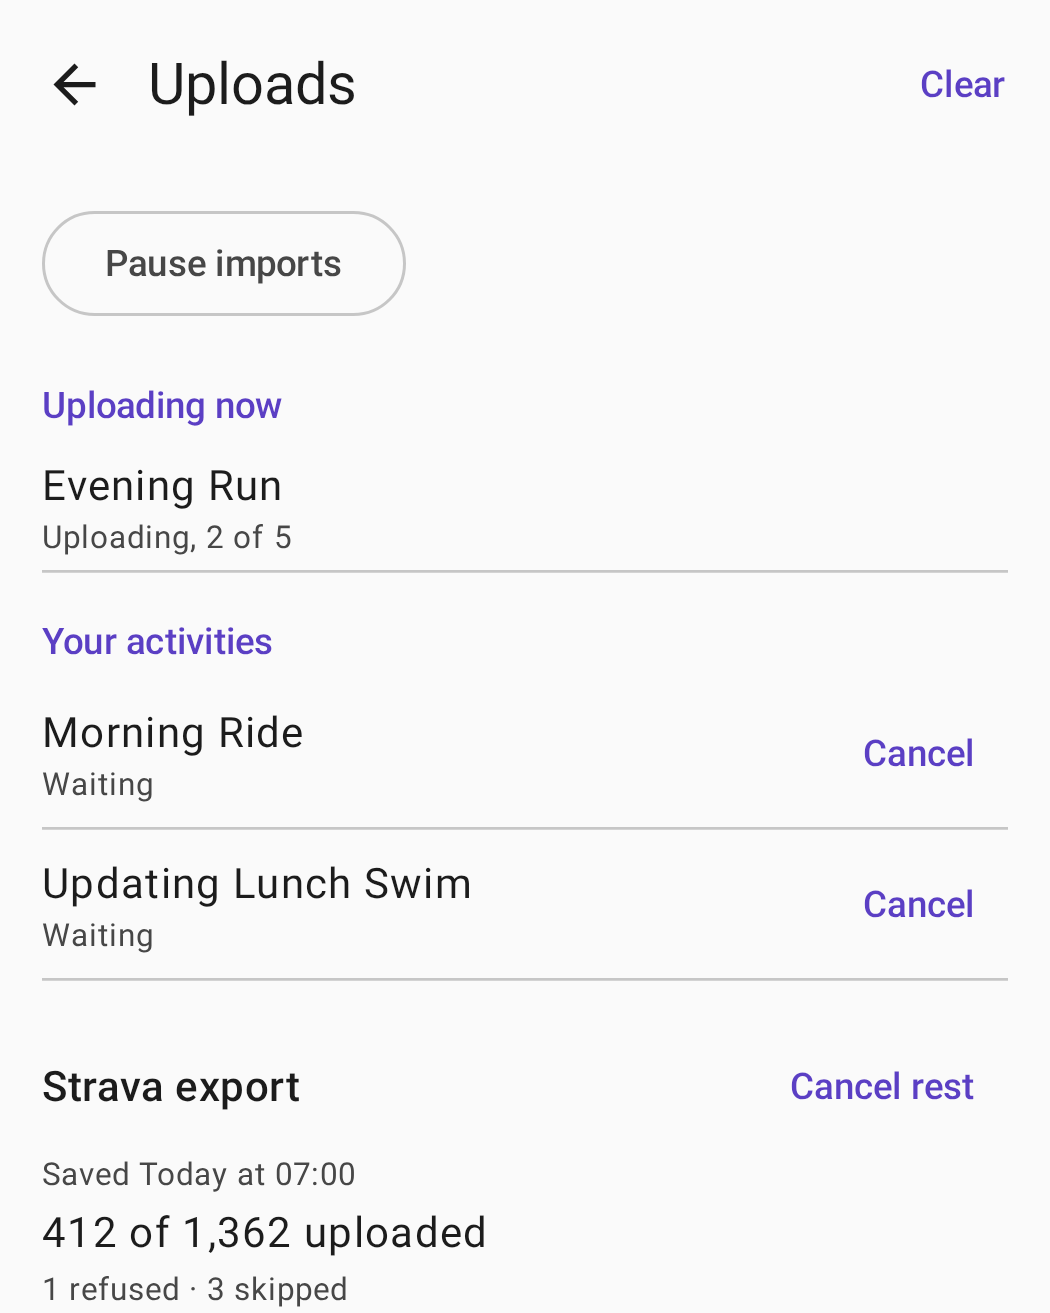 Uploads
Clear
Pause imports
Uploading now
Evening Run
Uploading, 2 of 5
Your activities
Morning Ride
Cancel
Waiting
Updating Lunch Swim
Cancel
Waiting
Strava export
Cancel rest
Saved Today at 07:00
412 of 1,362 uploaded
1 refused · 3 skipped